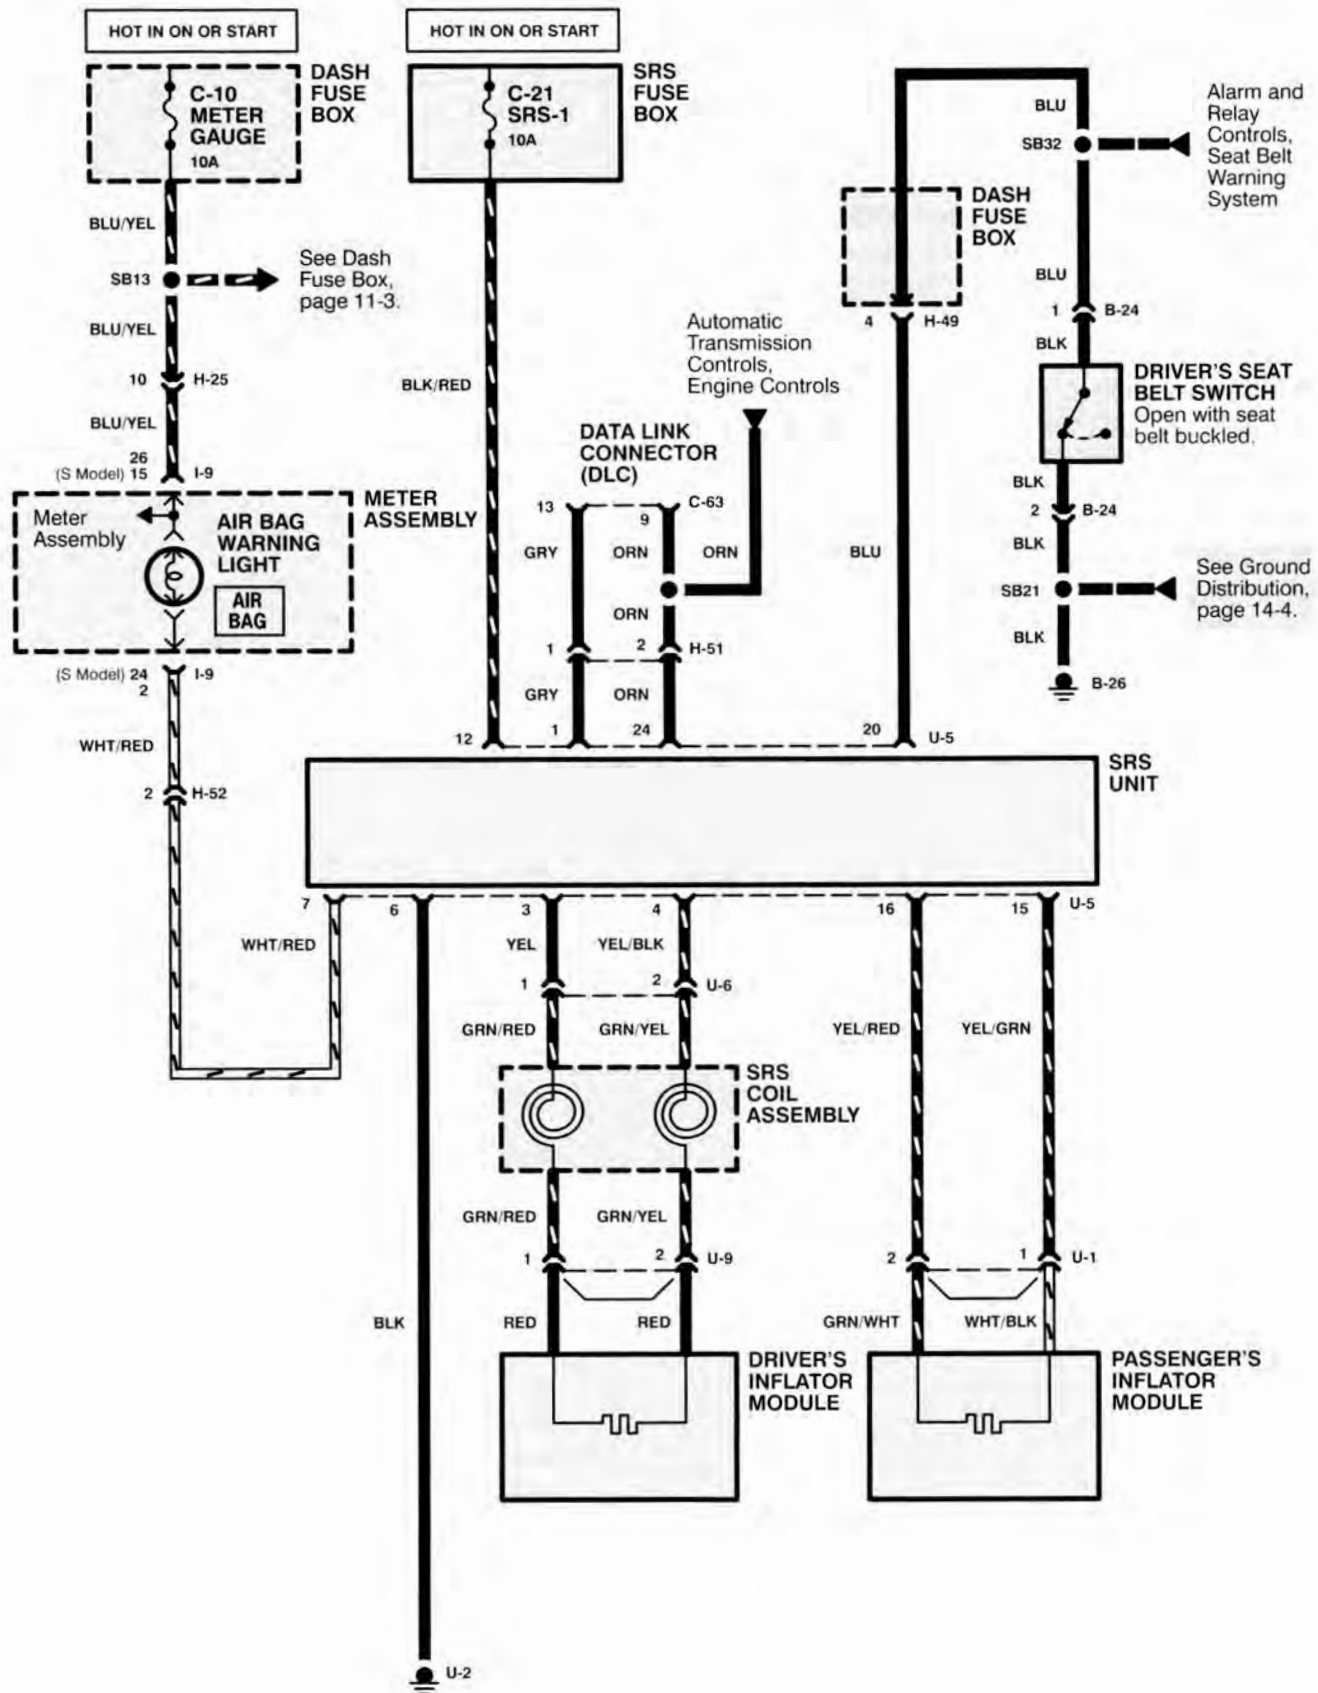 HOT IN ON OR START
HOT IN ON OR START
C-10
METER
GAUGE
10A
DASH
FUSE
BOX
C-21
SRS-1
10A
SRS
FUSE
BOX
BLU
SB32
Alarm and
Relay
Controls,
Seat Belt
Warning
System
BLU/YEL
SB13
See Dash
Fuse Box,
page 11-3.
BLU/YEL
10 H-25
BLU/YEL
26
(S Model) 15 I-9
BLK/RED
DASH
FUSE
BOX
4 H-49
BLU
1 B-24
BLK
Automatic
Transmission
Controls,
Engine Controls
DRIVER'S SEAT
BELT SWITCH
Open with seat
belt buckled.
DATA LINK
CONNECTOR
(DLC)
BLK
2 B-24
BLK
METER
ASSEMBLY
Meter
Assembly
AIR BAG
WARNING
LIGHT
AIR
BAG
13 9 C-63
GRY ORN ORN
BLU
SB21
See Ground
Distribution,
page 14-4.
ORN
BLK
1 2 H-51
B-26
(S Model) 24 I-9
2
GRY ORN
WHT/RED
12 1 24 20 U-5
SRS
UNIT
2 H-52
7 6 3 4 16 15 U-5
WHT/RED YEL YEL/BLK
1 2 U-6
GRN/RED GRN/YEL YEL/RED YEL/GRN
SRS
COIL
ASSEMBLY
GRN/RED GRN/YEL
1 2 U-9 2 1 U-1
BLK RED RED GRN/WHT WHT/BLK
DRIVER'S
INFLATOR
MODULE
PASSENGER'S
INFLATOR
MODULE
U-2